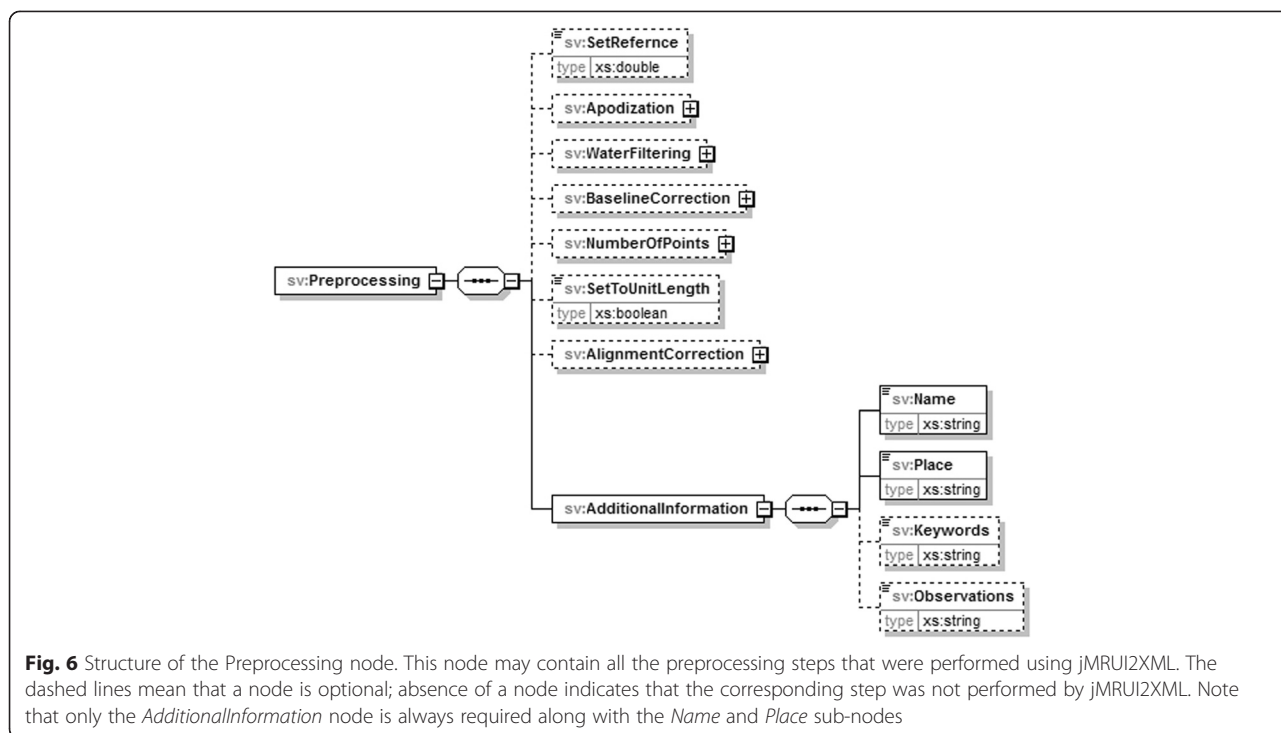 sv:SetRefernce
type xs:double
sv:Apodization
sv:WaterFiltering
sv:BaselineCorrection
sv:NumberOfPoints
sv:Preprocessing
sv:SetToUnitLength
type xs:boolean
sv:AlignmentCorrection
sv:Name
type xs:string
sv:Place
type xs:string
sv:AdditionalInformation
sv:Keywords
type xs:string
sv:Observations
type xs:string
Fig. 6 Structure of the Preprocessing node. This node may contain all the preprocessing steps that were performed using jMRUI2XML. The
dashed lines mean that a node is optional; absence of a node indicates that the corresponding step was not performed by jMRUI2XML. Note
that only the AdditionalInformation node is always required along with the Name and Place sub-nodes